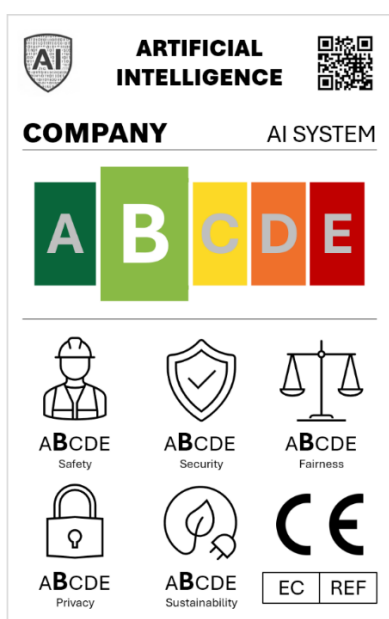 AI
ARTIFICIAL
INTELLIGENCE
COMPANY AI SYSTEM
A B C D E
ABCDE ABCDE ABCDE
Safety Security Fairness
ABCDE ABCDE CE
Privacy Sustainability EC REF